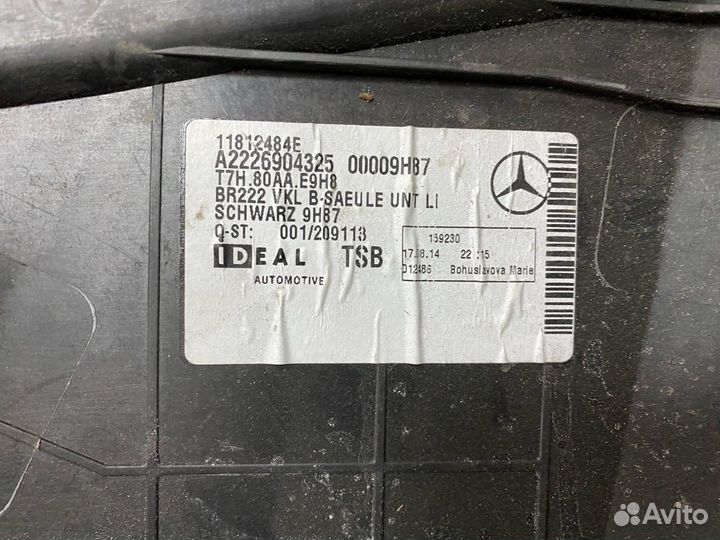 11812484E
A2226904325 00009H87
T7H.80AA.E9H8
BR222 VKL B-SAEULE UNT LI
SCHWARZ 9H87
Q-ST: 001/209113
IDEAL TSB
AUTOMOTIVE
159230
17.08.14 22:15
D12486 Bohuslavova Marie
Avito